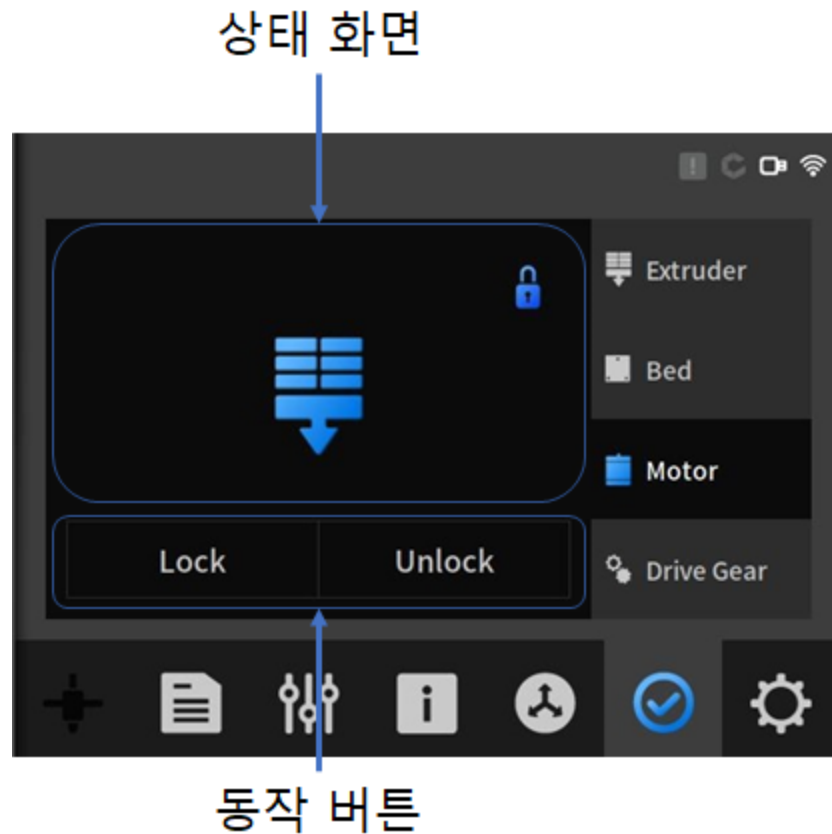 상태 화면
Extruder
Bed
Motor
Lock
Unlock
Drive Gear
동작 버튼